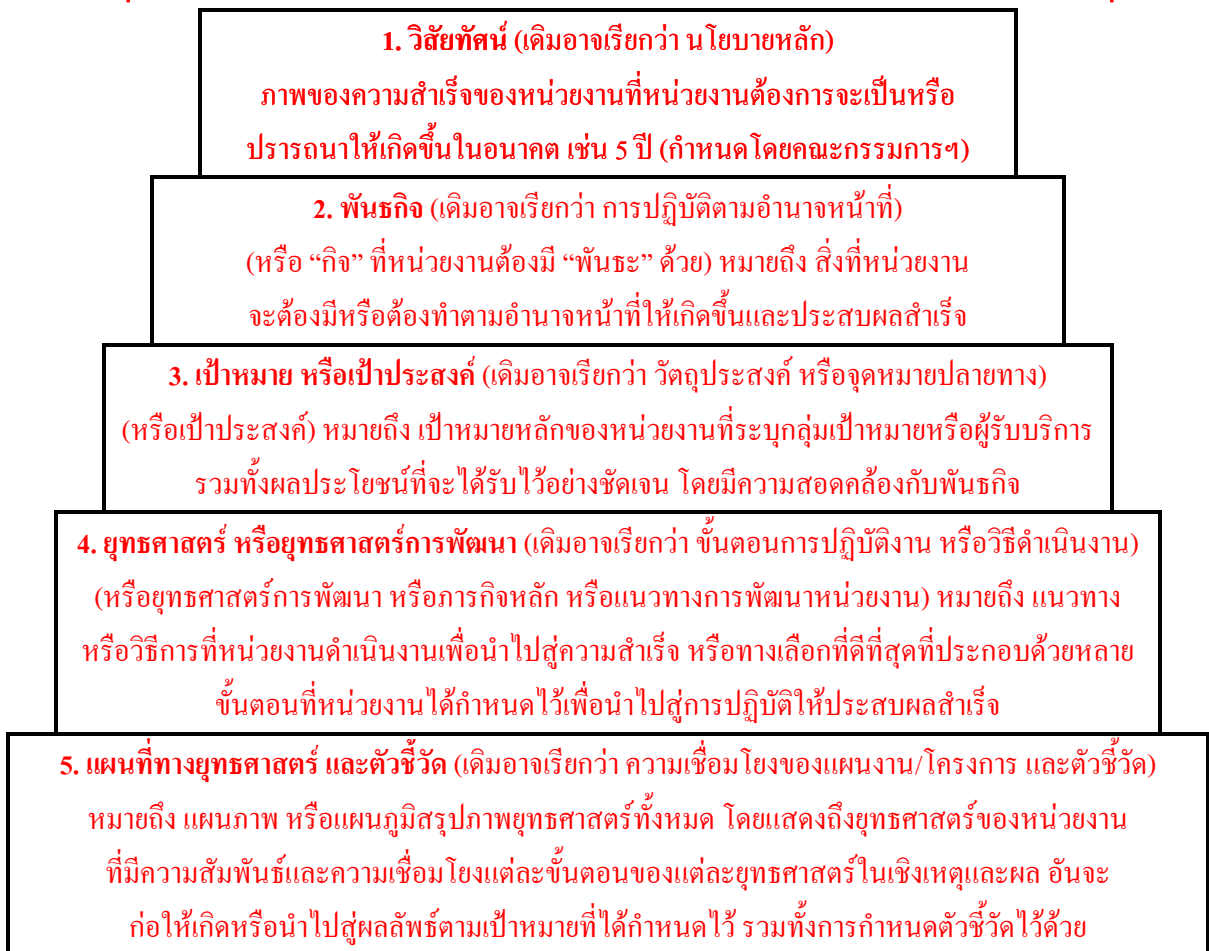 1. วิสัยทัศน์ (เดิมอาจเรียกว่า นโยบายหลัก)
ภาพของความสำเร็จของหน่วยงานที่หน่วยงานต้องการจะเป็นหรือ
ปรารถนาให้เกิดขึ้นในอนาคต เช่น 5 ปี (กำหนดโดยคณะกรรมการฯ)
2. พันธกิจ (เดิมอาจเรียกว่า การปฏิบัติตามอำนาจหน้าที่)
(หรือ “กิจ” ที่หน่วยงานต้องมี “พันธะ” ด้วย) หมายถึง สิ่งที่หน่วยงาน
จะต้องมีหรือต้องทำตามอำนาจหน้าที่ให้เกิดขึ้นและประสบผลสำเร็จ
3. เป้าหมาย หรือเป้าประสงค์ (เดิมอาจเรียกว่า วัตถุประสงค์ หรือจุดหมายปลายทาง)
(หรือเป้าประสงค์) หมายถึง เป้าหมายหลักของหน่วยงานที่ระบุกลุ่มเป้าหมายหรือผู้รับบริการ
รวมทั้งผลประโยชน์ที่จะได้รับไว้อย่างชัดเจน โดยมีความสอดคล้องกับพันธกิจ
4. ยุทธศาสตร์ หรือยุทธศาสตร์การพัฒนา (เดิมอาจเรียกว่า ขั้นตอนการปฏิบัติงาน หรือวิธีดำเนินงาน)
(หรือยุทธศาสตร์การพัฒนา หรือภารกิจหลัก หรือแนวทางการพัฒนาหน่วยงาน) หมายถึง แนวทาง
หรือวิธีการที่หน่วยงานดำเนินงานเพื่อนำไปสู่ความสำเร็จ หรือทางเลือกที่ดีที่สุดที่ประกอบด้วยหลาย
ขั้นตอนที่หน่วยงานได้กำหนดไว้เพื่อนำไปสู่การปฏิบัติให้ประสบผลสำเร็จ
5. แผนที่ทางยุทธศาสตร์ และตัวชี้วัด (เดิมอาจเรียกว่า ความเชื่อมโยงของแผนงาน/โครงการ และตัวชี้วัด)
หมายถึง แผนภาพ หรือแผนภูมิสรุปภาพยุทธศาสตร์ทั้งหมด โดยแสดงถึงยุทธศาสตร์ของหน่วยงาน
ที่มีความสัมพันธ์และความเชื่อมโยงแต่ละขั้นตอนของแต่ละยุทธศาสตร์ในเชิงเหตุและผล อันจะ
ก่อให้เกิดหรือนำไปสู่ผลลัพธ์ตามเป้าหมายที่ได้กำหนดไว้ รวมทั้งการกำหนดตัวชี้วัดไว้ด้วย